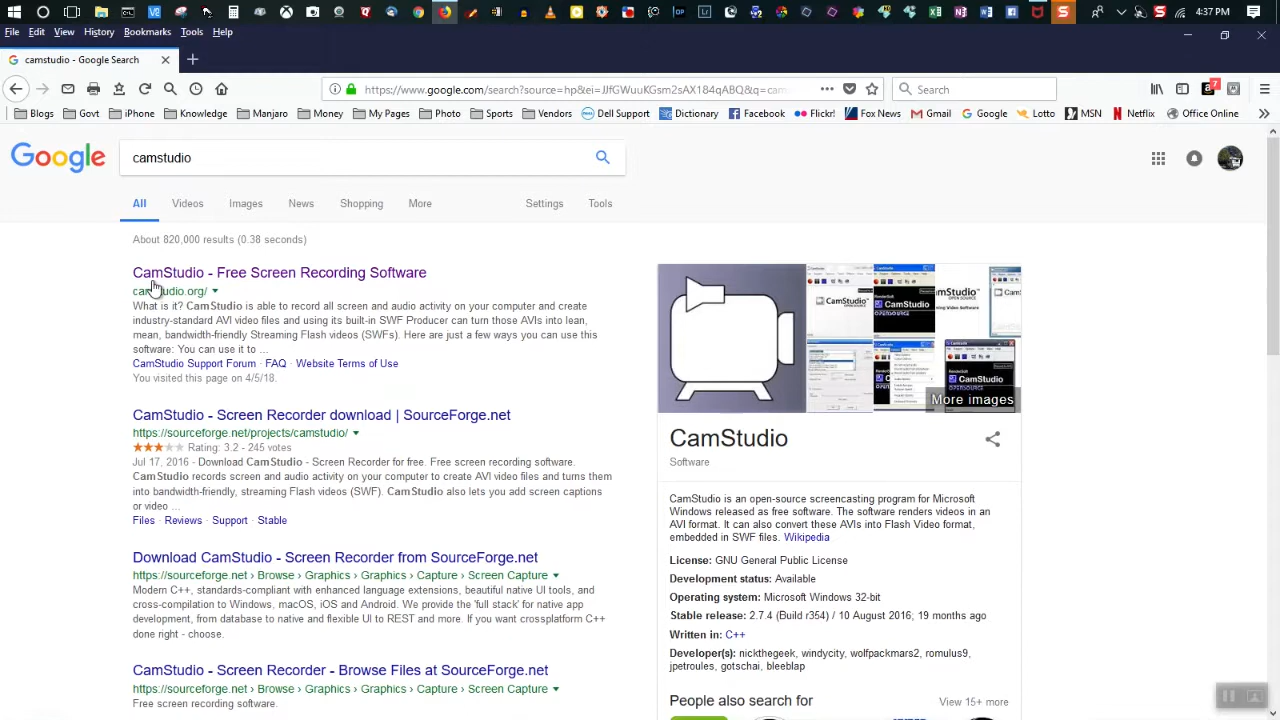 4:37 PM
File Edit View History Bookmarks Tools Help
camstudio - Google Search
https://www.google.com/search?source=hp&ei=JJfGWuuKGsm2sAX184qABQ&q=cam
Search
7
Blogs Govt iPhone Knowledge Manjaro Money My Pages Photo Sports Vendors Dell Support Dictionary Facebook Flickr! Fox News Gmail Google Lotto MSN Netflix Office Online
Google
camstudio
All Videos Images News Shopping More Settings Tools
About 820,000 results (0.38 seconds)
CamStudio - Free Screen Recording Software
What is it? CamStudio is able to record all screen and audio activity on your computer and create
industry-standard AVI video files and using its built-in SWF Producer can turn those AVIs into lean,
mean, bandwidth-friendly Streaming Flash videos (SWFs). Here are just a few ways you can use this
software: You can use it to ...
CamStudio Support Forum · FAQ · Website Terms of Use
You visited this page on 4/5/18.
CamStudio - Screen Recorder download | SourceForge.net
https://sourceforge.net/projects/camstudio/
Rating: 3.2 - 245 votes
Jul 17, 2016 - Download CamStudio - Screen Recorder for free. Free screen recording software.
CamStudio records screen and audio activity on your computer to create AVI video files and turns them
into bandwidth-friendly, streaming Flash videos (SWF). CamStudio also lets you add screen captions
or video ...
Files · Reviews · Support · Stable
Download CamStudio - Screen Recorder from SourceForge.net
https://sourceforge.net › Browse › Graphics › Graphics › Capture › Screen Capture
Modern C++, standards-compliant with enhanced language extensions, beautiful native UI tools, and
cross-compilation to Windows, macOS, iOS and Android. We provide the 'full stack' for native app
development, from database to native and flexible UI to REST and more. If you want crossplatform C++
done right - choose.
CamStudio - Screen Recorder - Browse Files at SourceForge.net
https://sourceforge.net › Browse › Graphics › Graphics › Capture › Screen Capture
Free screen recording software.
CamStudio
OPEN SOURCE
CamStudio
OPENSOURCE
More images
CamStudio
Software
CamStudio is an open-source screencasting program for Microsoft
Windows released as free software. The software renders videos in an
AVI format. It can also convert these AVIs into Flash Video format,
embedded in SWF files. Wikipedia
License: GNU General Public License
Development status: Available
Operating system: Microsoft Windows 32-bit
Stable release: 2.7.4 (Build r354) / 10 August 2016; 19 months ago
Written in: C++
Developer(s): nickthegeek, windycity, wolfpackmars2, romulus9,
jpetroules, gotschai, bleeblap
People also search for
View 15+ more